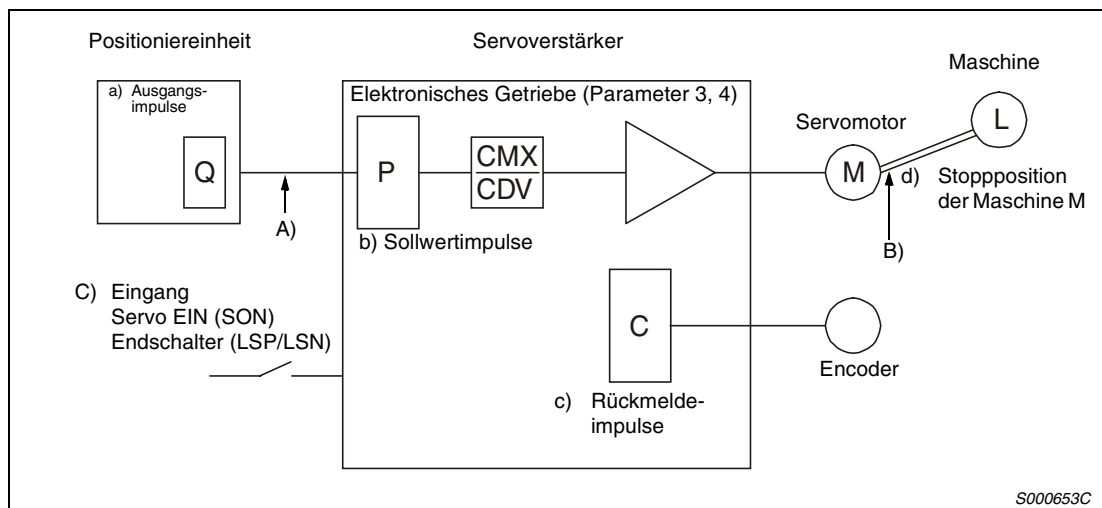 Positioniereinheit
Servoverstärker
Maschine
a) Ausgangs-
impulse
Elektronisches Getriebe (Parameter 3, 4)
Servomotor
L
Q
P
CMX
CDV
M
d) Stoppposition
der Maschine M
A)
b) Sollwertimpulse
B)
C) Eingang
Servo EIN (SON)
Endschalter (LSP/LSN)
C
Encoder
c) Rückmelde-
impulse
S000653C